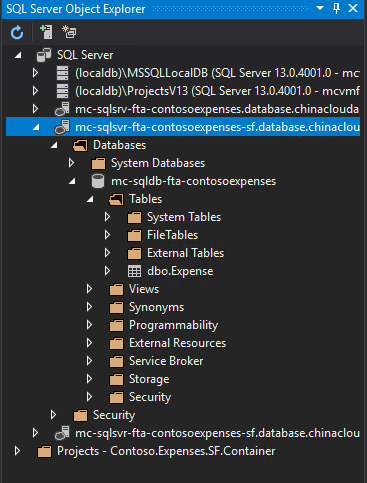 SQL Server Object Explorer
SQL Server
(localdb)\MSSQLLocalDB (SQL Server 13.0.4001.0 - mcv
(localdb)\ProjectsV13 (SQL Server 13.0.4001.0 - mcvmf
mc-sqlsvr-fta-contosoexpenses.database.chinaclouda
mc-sqlsvr-fta-contosoexpenses-sf.database.chinaclou
Databases
System Databases
mc-sqldb-fta-contosoexpenses
Tables
System Tables
FileTables
External Tables
dbo.Expense
Views
Synonyms
Programmability
External Resources
Service Broker
Storage
Security
Security
mc-sqlsvr-fta-contosoexpenses-sf.database.chinaclou
Projects - Contoso.Expenses.SF.Container